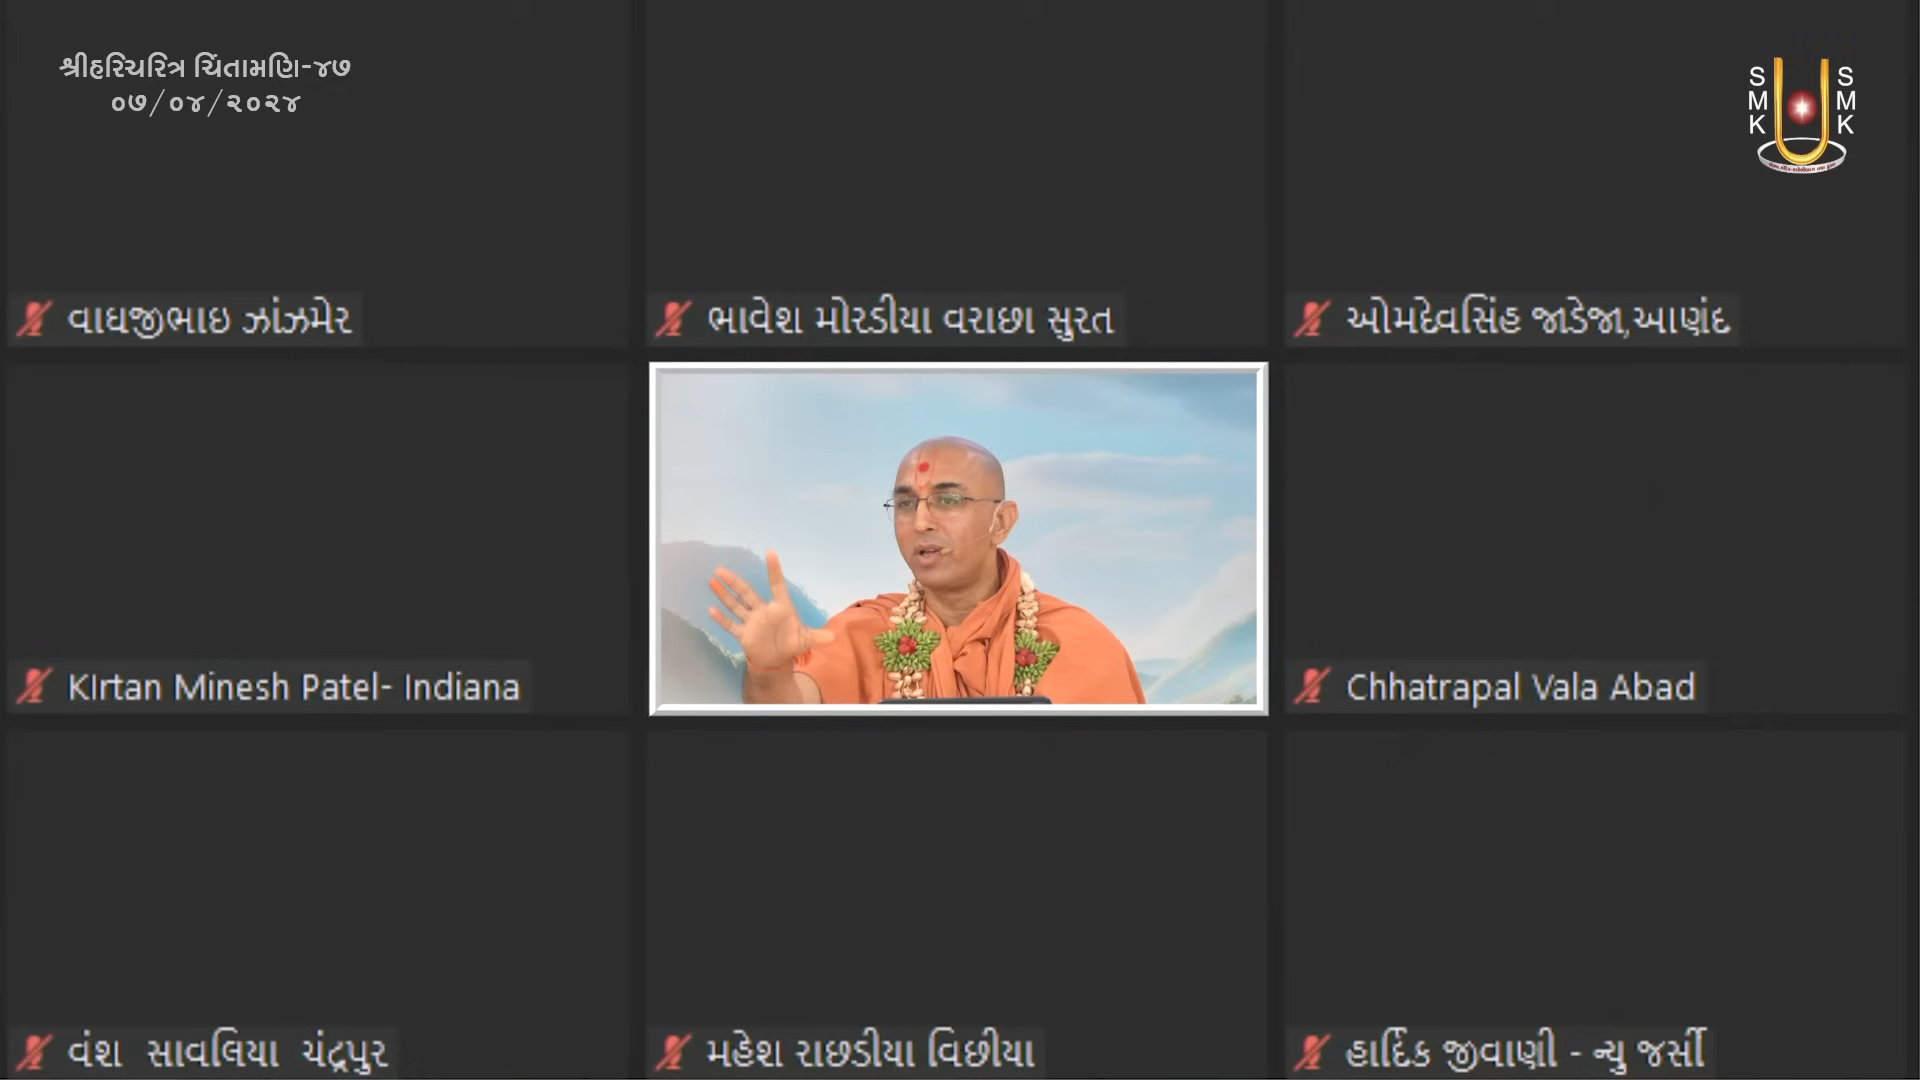 શ્રીહરિચરિત્ર ચિંતામણિ-૪૭
૦૭/૦૪/૨૦૨૪
S S
M M
K K
વાઘજીભાઇ ઝાંઝમેર
ભાવેશ મોરડીયા વરાછા સુરત
ઓમદેવસિંહ જાડેજા,આણંદ
KIrtan Minesh Patel- Indiana
Chhatrapal Vala Abad
વંશ સાવલિયા ચંદ્રપુર
મહેશ રાછડીયા વિછીયા
હાર્દિક જીવાણી - ન્યુ જર્સી